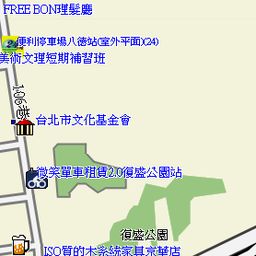 FREE BON理髮廳
便利停車場八德站(室外平面)(24)
美術文理短期補習班
106巷
台北市文化基金會
微笑單車租賃2.0復盛公園站
復盛公園
ISO質的木系統家具京華店